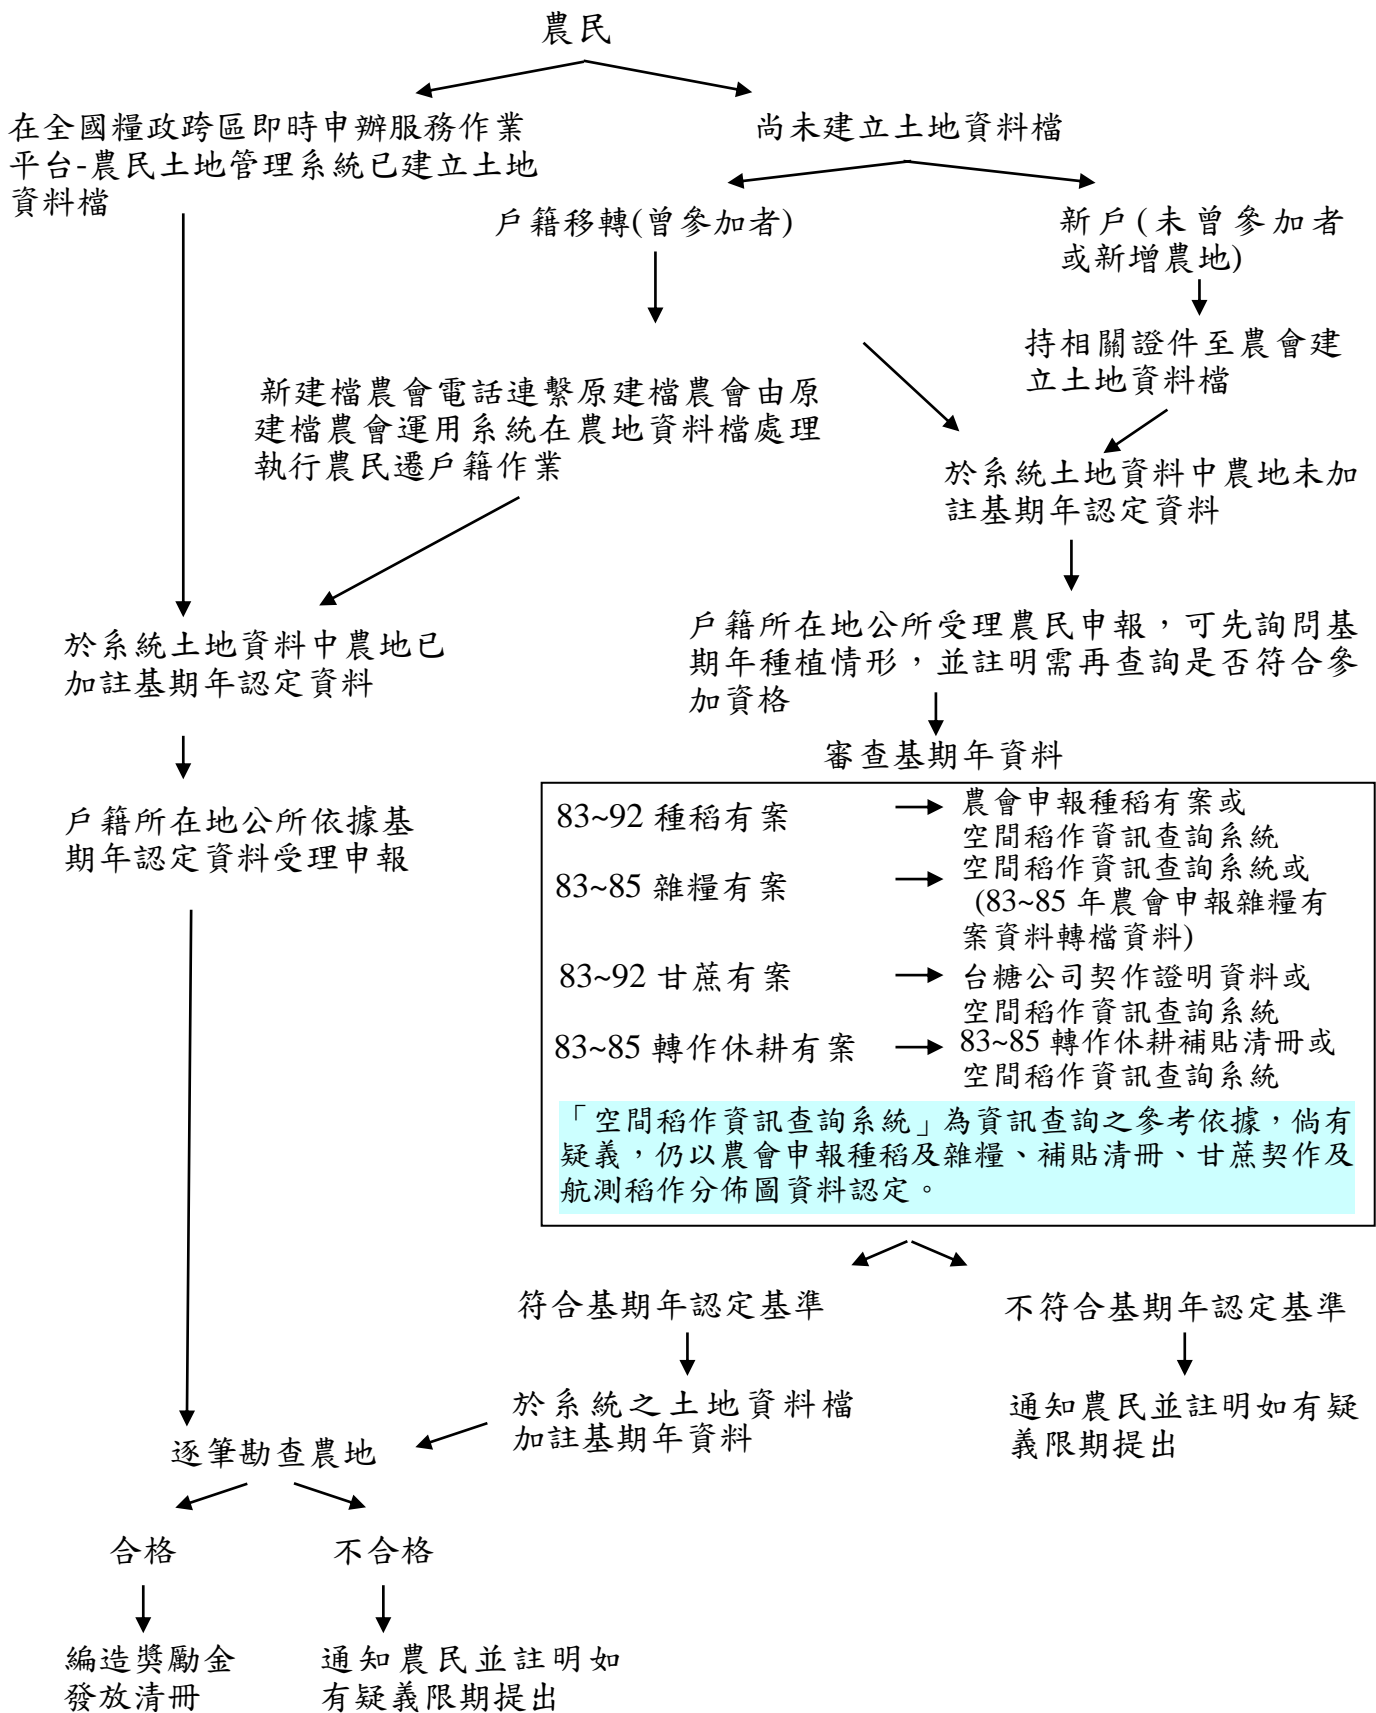 農民
在全國糧政跨區即時申辦服務作業
平台-農民土地管理系統已建立土地
資料檔
尚未建立土地資料檔
戶籍移轉(曾參加者)
新戶(未曾參加者
或新增農地)
持相關證件至農會建
立土地資料檔
新建檔農會電話連繫原建檔農會由原
建檔農會運用系統在農地資料檔處理
執行農民遷戶籍作業
於系統土地資料中農地未加
註基期年認定資料
於系統土地資料中農地已
加註基期年認定資料
戶籍所在地公所受理農民申報，可先詢問基
期年種植情形，並註明需再查詢是否符合參
加資格
審查基期年資料
戶籍所在地公所依據基
期年認定資料受理申報
83~92 種稻有案
農會申報種稻有案或
空間稻作資訊查詢系統
83~85 雜糧有案
空間稻作資訊查詢系統或
(83~85 年農會申報雜糧有
案資料轉檔資料)
83~92 甘蔗有案
台糖公司契作證明資料或
空間稻作資訊查詢系統
83~85 轉作休耕有案
83~85 轉作休耕補貼清冊或
空間稻作資訊查詢系統
「空間稻作資訊查詢系統」為資訊查詢之參考依據，倘有
疑義，仍以農會申報種稻及雜糧、補貼清冊、甘蔗契作及
航測稻作分佈圖資料認定。
符合基期年認定基準
不符合基期年認定基準
於系統之土地資料檔
加註基期年資料
通知農民並註明如有疑
義限期提出
逐筆勘查農地
合格
不合格
編造獎勵金
發放清冊
通知農民並註明如
有疑義限期提出